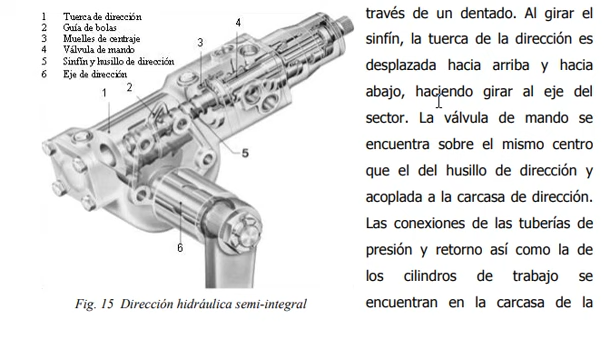 1 Tuerca de dirección
2 Guía de bolas
3 Muelles de centraje
4 Válvula de mando
5 Sinfín y husillo de dirección
6 Eje de dirección
4
3
2
1
5
6
Fig. 15 Dirección hidráulica semi-integral
través de un dentado. Al girar el
sinfín, la tuerca de la dirección es
desplazada hacia arriba y hacia
abajo, haciendo girar al eje del
sector. La válvula de mando se
encuentra sobre el mismo centro
que el del husillo de dirección y
acoplada a la carcasa de dirección.
Las conexiones de las tuberías de
presión y retorno así como la de
los cilindros de trabajo se
encuentran en la carcasa de la